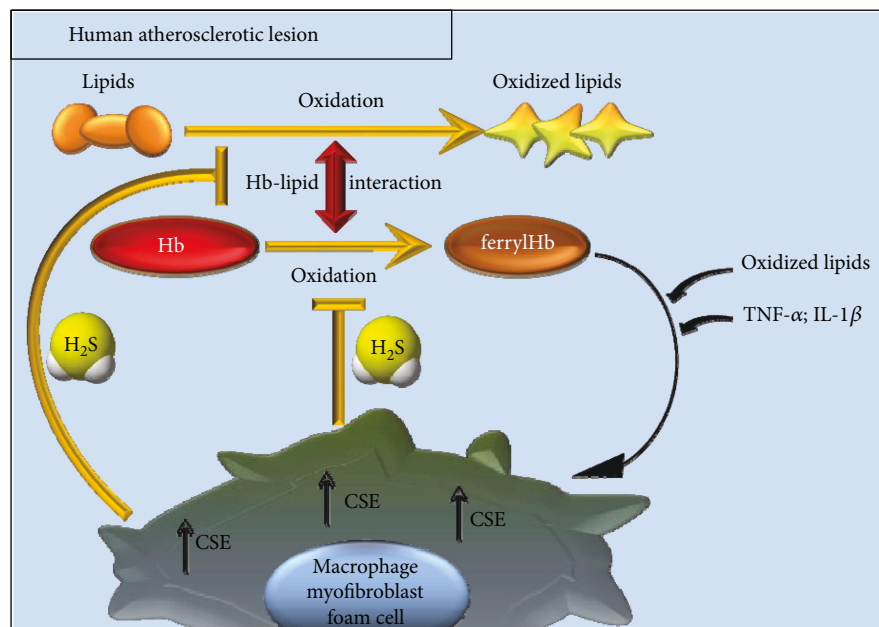 Human atherosclerotic lesion
Lipids
Oxidation
Oxidized lipids
Hb-lipid interaction
Hb
ferrylHb
Oxidation
Oxidized lipids
TNF-α; IL-1β
H₂S
H₂S
CSE
CSE
CSE
Macrophage
myofibroblast
foam cell